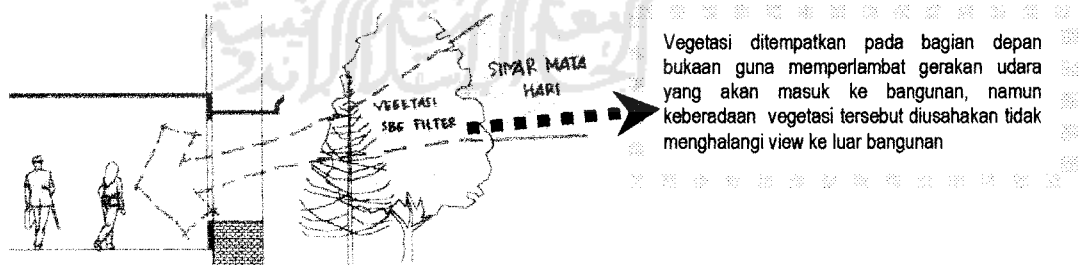 SINAR MATA
HARI
VEGETASI
SBG FILTER
Vegetasi ditempatkan pada bagian depan
bukaan guna memperlambat gerakan udara
yang akan masuk ke bangunan, namun
keberadaan vegetasi tersebut diusahakan tidak
menghalangi view ke luar bangunan